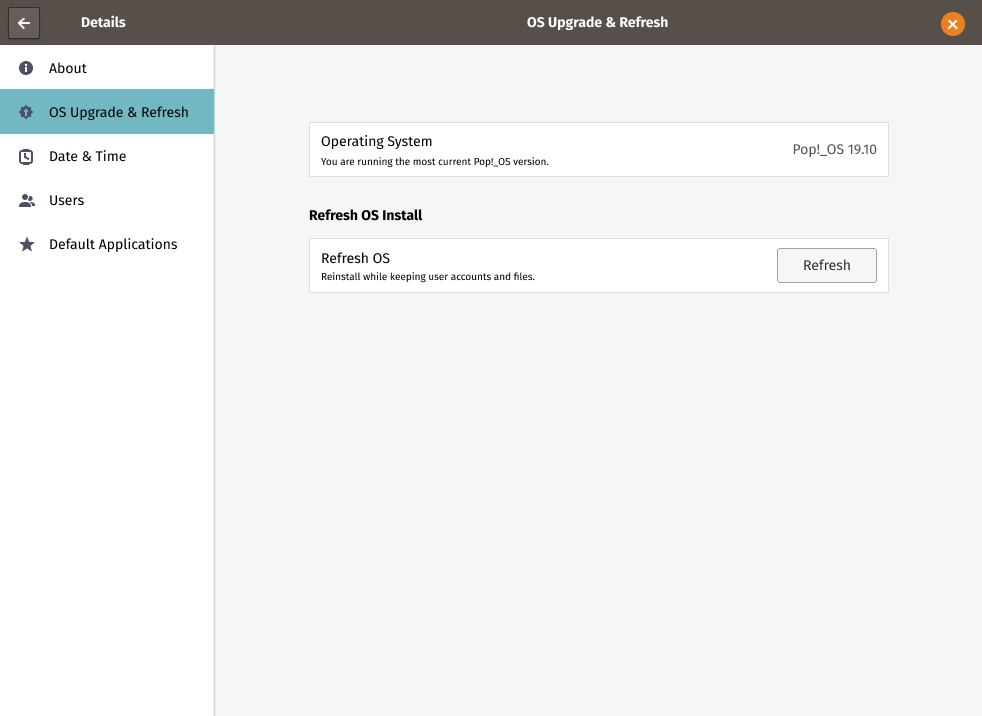 Details
OS Upgrade & Refresh
About
OS Upgrade & Refresh
Date & Time
Users
Default Applications
Operating System
You are running the most current Pop!_OS version.
Pop!_OS 19.10
Refresh OS Install
Refresh OS
Reinstall while keeping user accounts and files.
Refresh